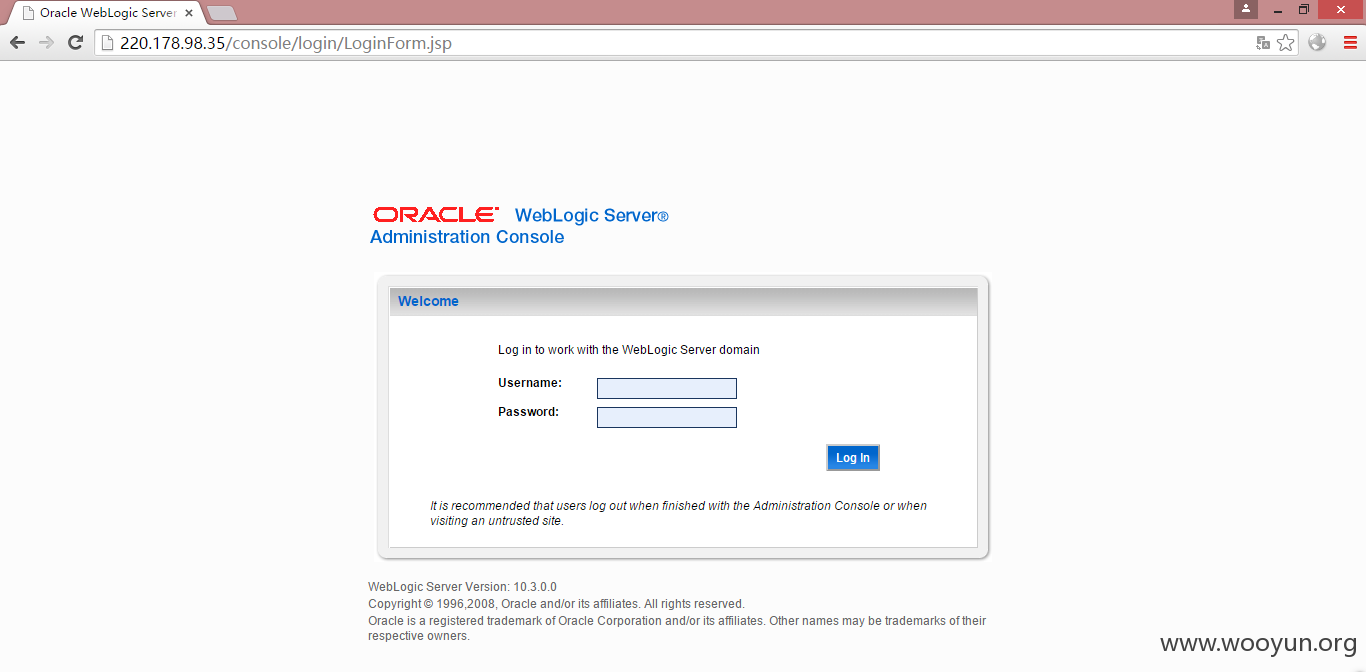 Oracle WebLogic Server
220.178.98.35/console/login/LoginForm.jsp
ORACLE WebLogic Server®
Administration Console
Welcome
Log in to work with the WebLogic Server domain
Username:
Password:
Log In
It is recommended that users log out when finished with the Administration Console or when
visiting an untrusted site.
WebLogic Server Version: 10.3.0.0
Copyright © 1996,2008, Oracle and/or its affiliates. All rights reserved.
Oracle is a registered trademark of Oracle Corporation and/or its affiliates. Other names may be trademarks of their
respective owners.
www.wooyun.org